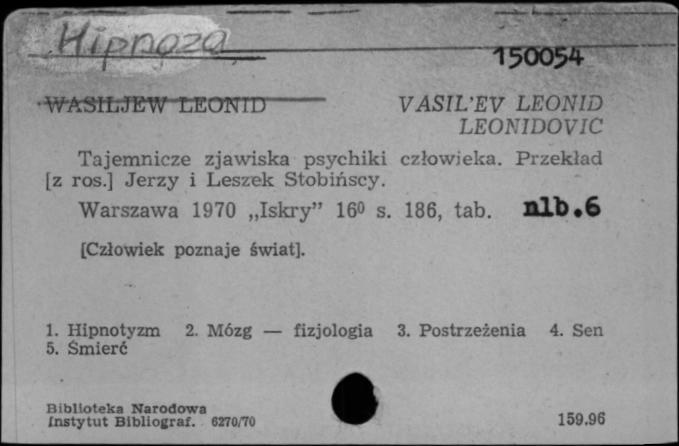 Hipnoza
150054
WASILJEW LEONID VASIL'EV LEONID
LEONIDOVIC
Tajemnicze zjawiska psychiki człowieka. Przekład
[z ros.] Jerzy i Leszek Stobińscy.
Warszawa 1970 „Iskry” 16⁰ s. 186, tab. nlb.6
[Człowiek poznaje świat].
1. Hipnotyzm 2. Mózg — fizjologia 3. Postrzeżenia 4. Sen
5. Śmierć
Biblioteka Narodowa
Instytut Bibliograf. 6270/70 159.96